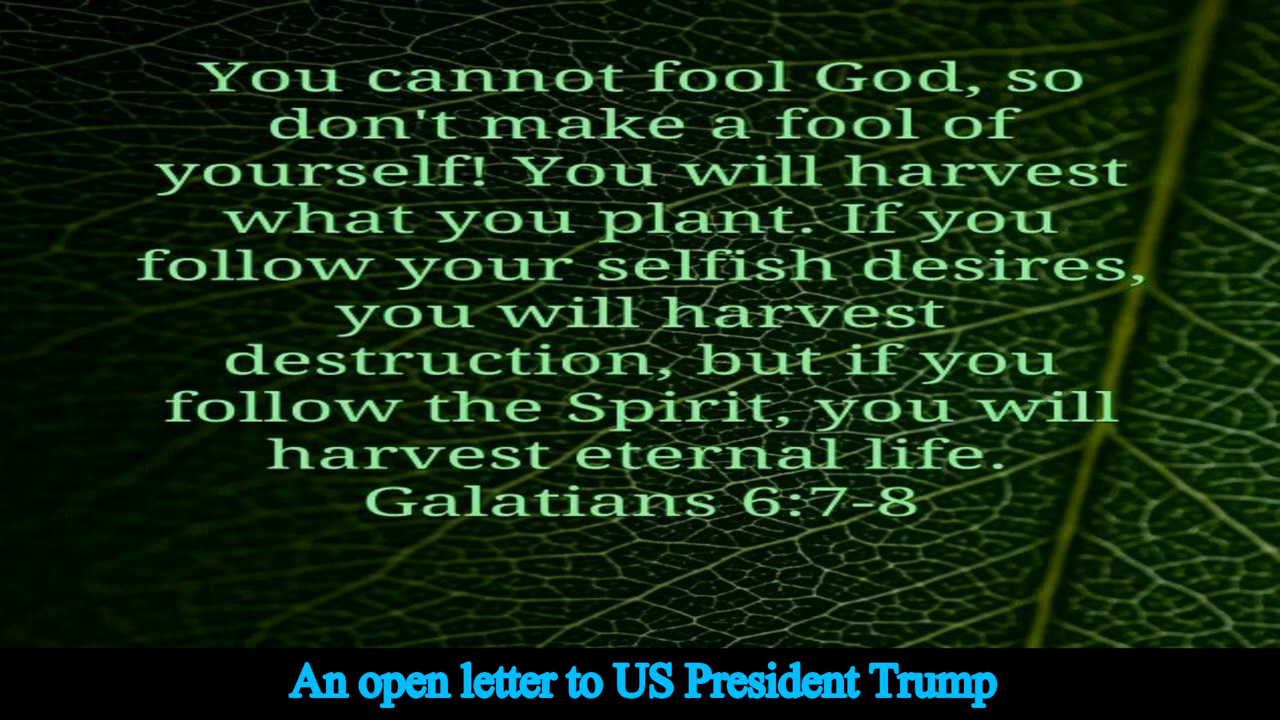 You cannot fool God, so
don't make a fool of
yourself! You will harvest
what you plant. If you
follow your selfish desires,
you will harvest
destruction, but if you
follow the Spirit, you will
harvest eternal life.
Galatians 6:7-8
An open letter to US President Trump